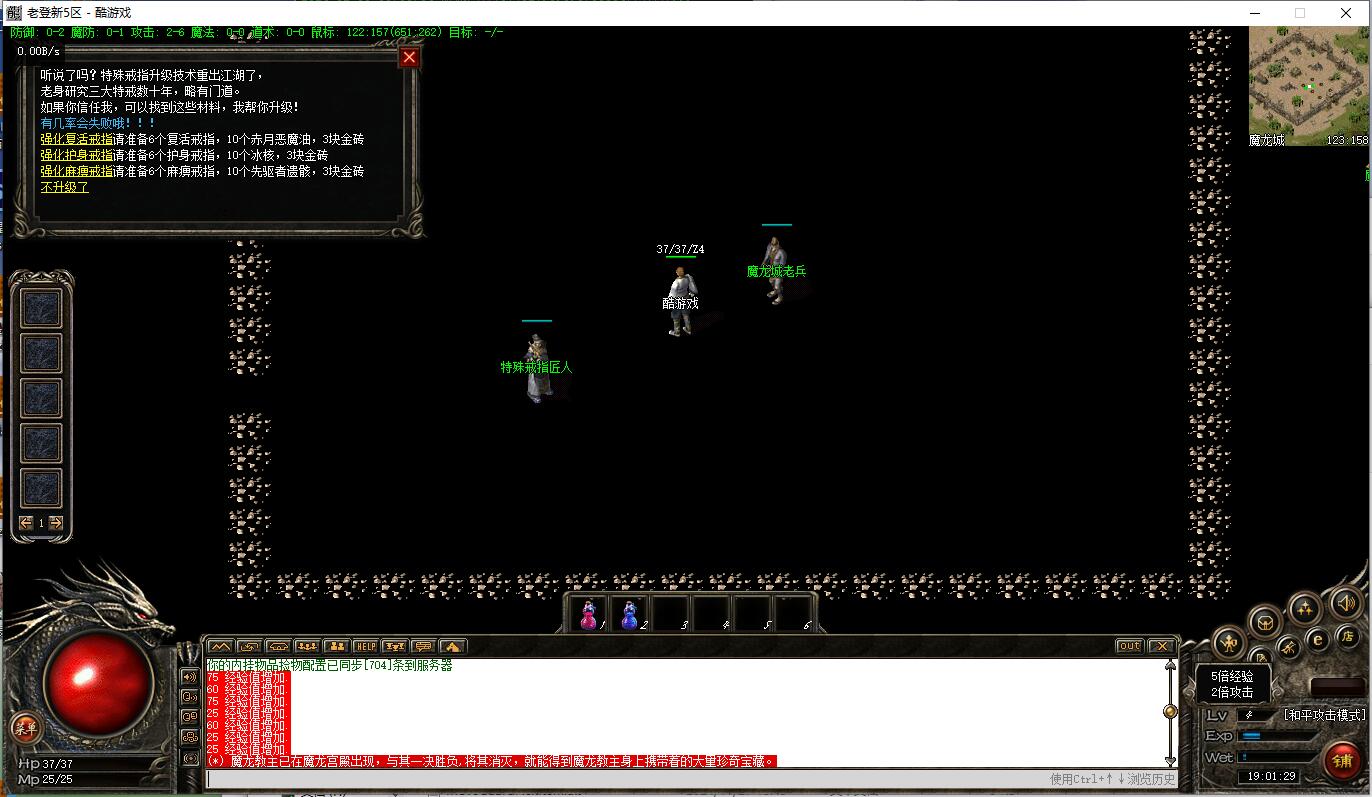 老登新5区 - 酷游戏
防御: 0-2 魔防: 0-1 攻击: 2-6 魔法: 0-0 道术: 0-0 鼠标: 122:157(651:262) 目标: -/-
0.00B/s
听说了吗？特殊戒指升级技术重出江湖了，
老身研究三大特戒数十年，略有门道。
如果你信任我，可以找到这些材料，我帮你升级！
有几率会失败哦！！！
强化复活戒指请准备6个复活戒指，10个赤月恶魔油，3块金砖
强化护身戒指请准备6个护身戒指，10个冰核，3块金砖
强化麻痹戒指请准备6个麻痹戒指，10个先驱者遗骸，3块金砖
不升级了
魔龙城
123:158
37/37/Z4
酷游戏
魔龙城老兵
特殊戒指匠人
1
1
2
3
4
5
6
HELP
out
你的内挂物品捡物配置已同步[704]条到服务器
75 经验值增加.
60 经验值增加.
75 经验值增加.
25 经验值增加.
60 经验值增加.
25 经验值增加.
25 经验值增加.
(*) 魔龙教主已在魔龙宫殿出现，与其一决胜负,将其消灭，就能得到魔龙教主身上携带着的大量珍奇宝藏。
使用Ctrl+↑↓浏览历史
菜单
Hp 37/37
Mp 25/25
e
店
5倍经验
2倍攻击
Lv 4
[和平攻击模式]
Exp
Wet
铺
19:01:29